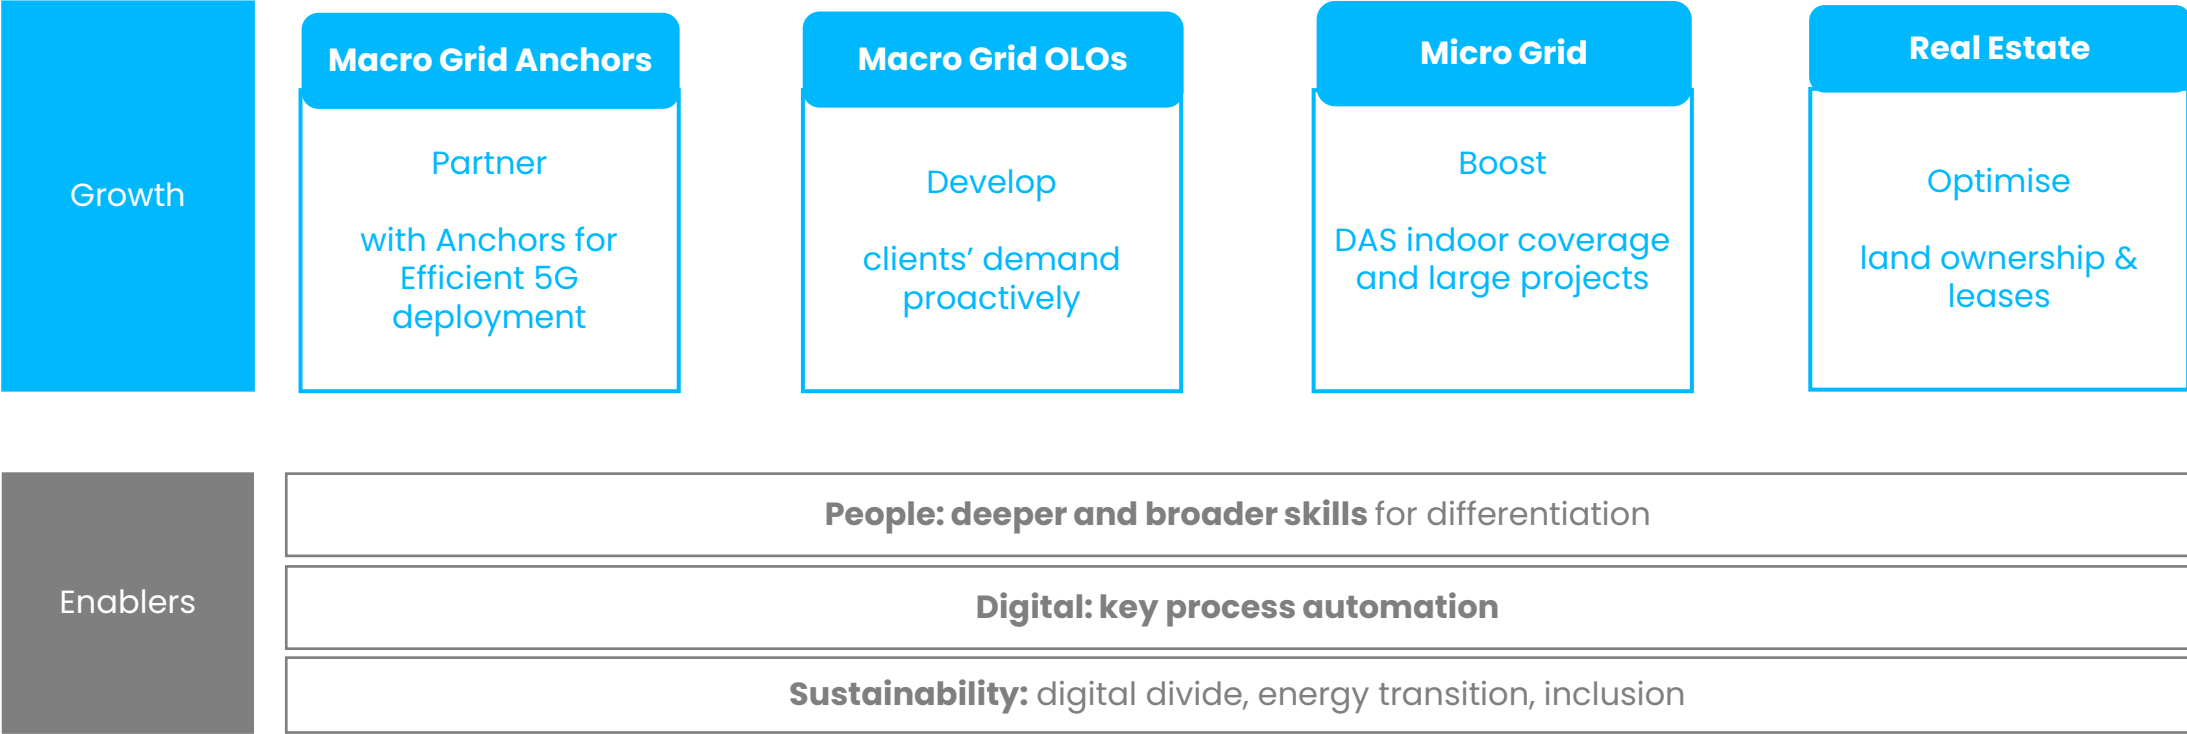 Growth
Macro Grid Anchors
Partner
with Anchors for
Efficient 5G
deployment
Macro Grid OLOs
Develop
clients’ demand
proactively
Micro Grid
Boost
DAS indoor coverage
and large projects
Real Estate
Optimise
land ownership &
leases
Enablers
People: deeper and broader skills for differentiation
Digital: key process automation
Sustainability: digital divide, energy transition, inclusion